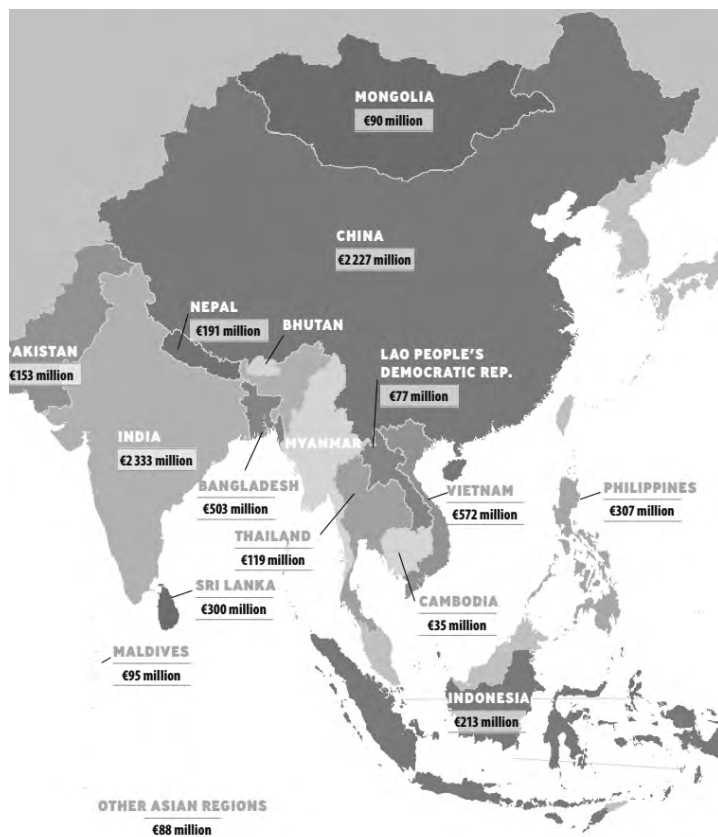 MONGOLIA
€90 million
CHINA
€2 227 million
NEPAL
€191 million
BHUTAN
PAKISTAN
€153 million
LAO PEOPLE'S
DEMOCRATIC REP.
€77 million
INDIA
€2 333 million
MYANMAR
BANGLADESH
€503 million
VIETNAM
€572 million
PHILIPPINES
€307 million
THAILAND
€119 million
SRI LANKA
€300 million
CAMBODIA
€35 million
MALDIVES
€95 million
INDONESIA
€213 million
OTHER ASIAN REGIONS
€88 million